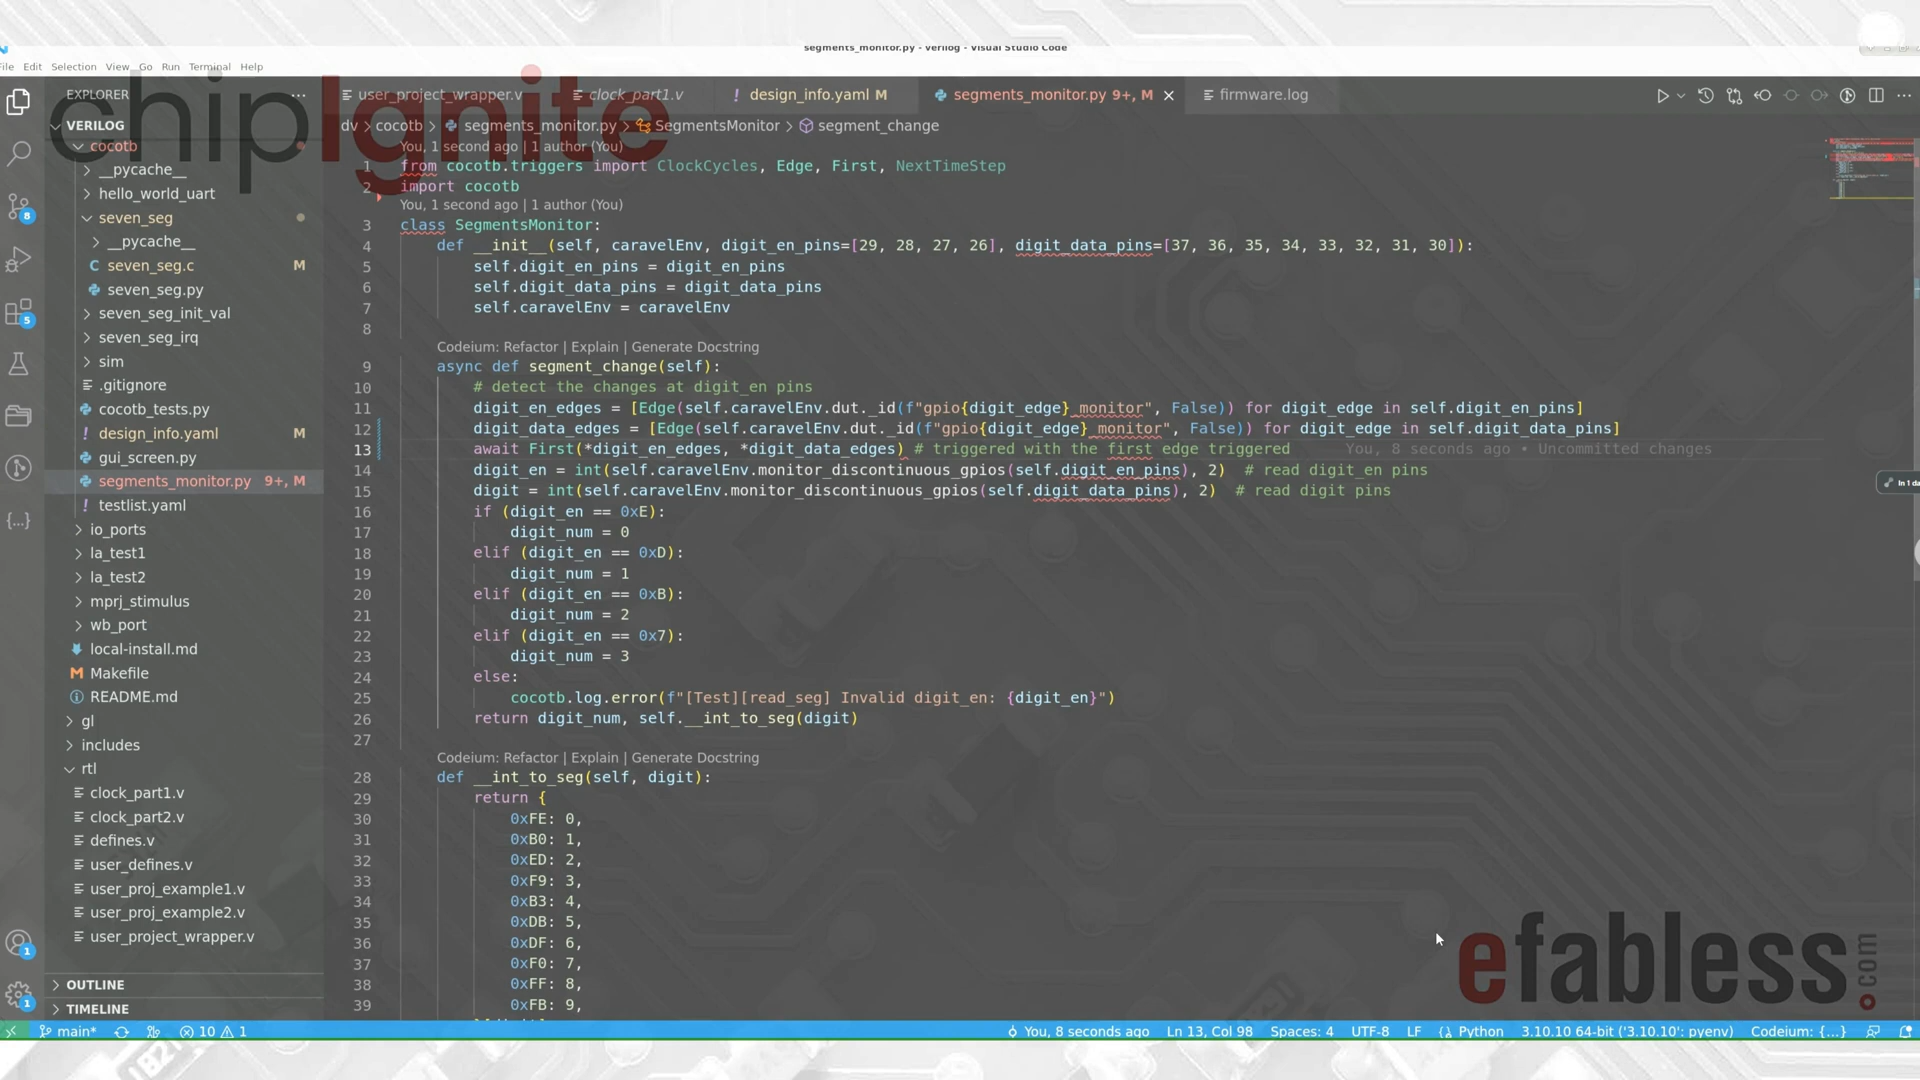 segments_monitor.py - verilog - Visual Studio Code
File Edit Selection View Go Run Terminal Help
chipIgnite
EXPLORER ...
user_project_wrapper.v clock_part1.v ! design_info.yaml M segments_monitor.py 9+, M firmware.log
VERILOG
dv > cocotb > segments_monitor.py > SegmentsMonitor > segment_change
cocotb
__pycache__
hello_world_uart
seven_seg
__pycache__
C seven_seg.c M
seven_seg.py
seven_seg_init_val
seven_seg_irq
sim
.gitignore
cocotb_tests.py
! design_info.yaml M
gui_screen.py
segments_monitor.py 9+, M
! testlist.yaml
io_ports
la_test1
la_test2
mprj_stimulus
wb_port
local-install.md
M Makefile
README.md
gl
includes
rtl
clock_part1.v
clock_part2.v
defines.v
user_defines.v
user_proj_example1.v
user_proj_example2.v
user_project_wrapper.v
OUTLINE
TIMELINE
8
5
1
1
You, 1 second ago | 1 author (You)
1 from cocotb.triggers import ClockCycles, Edge, First, NextTimeStep
2 import cocotb
You, 1 second ago | 1 author (You)
3 class SegmentsMonitor:
4 def __init__(self, caravelEnv, digit_en_pins=[29, 28, 27, 26], digit_data_pins=[37, 36, 35, 34, 33, 32, 31, 30]):
5 self.digit_en_pins = digit_en_pins
6 self.digit_data_pins = digit_data_pins
7 self.caravelEnv = caravelEnv
8
Codeium: Refactor | Explain | Generate Docstring
9 async def segment_change(self):
10 # detect the changes at digit_en pins
11 digit_en_edges = [Edge(self.caravelEnv.dut._id(f"gpio{digit_edge}_monitor", False)) for digit_edge in self.digit_en_pins]
12 digit_data_edges = [Edge(self.caravelEnv.dut._id(f"gpio{digit_edge}_monitor", False)) for digit_edge in self.digit_data_pins]
13 await First(*digit_en_edges, *digit_data_edges) # triggered with the first edge triggered You, 8 seconds ago • Uncommitted changes
14 digit_en = int(self.caravelEnv.monitor_discontinuous_gpios(self.digit_en_pins), 2) # read digit_en pins
15 digit = int(self.caravelEnv.monitor_discontinuous_gpios(self.digit_data_pins), 2) # read digit pins
16 if (digit_en == 0xE):
17 digit_num = 0
18 elif (digit_en == 0xD):
19 digit_num = 1
20 elif (digit_en == 0xB):
21 digit_num = 2
22 elif (digit_en == 0x7):
23 digit_num = 3
24 else:
25 cocotb.log.error(f"[Test][read_seg] Invalid digit_en: {digit_en}")
26 return digit_num, self.__int_to_seg(digit)
27
Codeium: Refactor | Explain | Generate Docstring
28 def __int_to_seg(self, digit):
29 return {
30 0xFE: 0,
31 0xB0: 1,
32 0xED: 2,
33 0xF9: 3,
34 0xB3: 4,
35 0xDB: 5,
36 0xDF: 6,
37 0xF0: 7,
38 0xFF: 8,
39 0xFB: 9,
efabless.com
main* 10 1 You, 8 seconds ago Ln 13, Col 98 Spaces: 4 UTF-8 LF Python 3.10.10 64-bit ('3.10.10': pyenv) Codeium: {...}